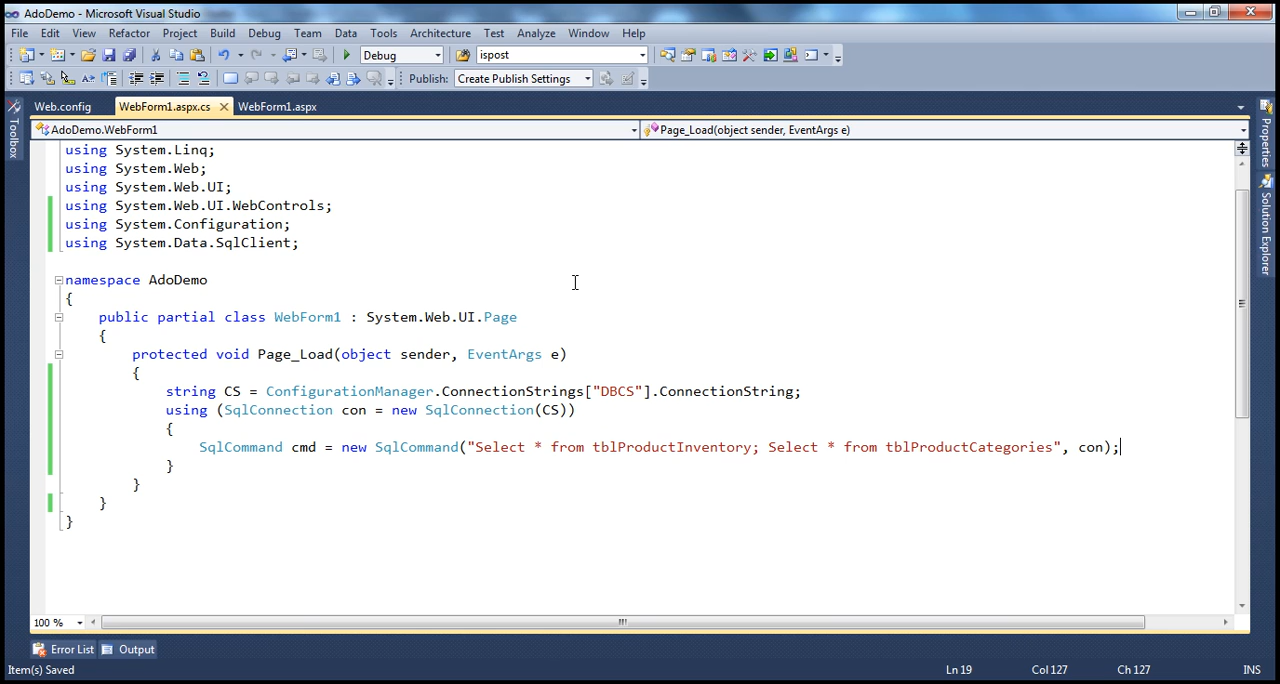 AdoDemo - Microsoft Visual Studio
File Edit View Refactor Project Build Debug Team Data Tools Architecture Test Analyze Window Help
Debug ispost
Publish: Create Publish Settings
Web.config WebForm1.aspx.cs WebForm1.aspx
AdoDemo.WebForm1 Page_Load(object sender, EventArgs e)
Toolbox
Properties
Solution Explorer
using System.Linq;
using System.Web;
using System.Web.UI;
using System.Web.UI.WebControls;
using System.Configuration;
using System.Data.SqlClient;
namespace AdoDemo
{
public partial class WebForm1 : System.Web.UI.Page
{
protected void Page_Load(object sender, EventArgs e)
{
string CS = ConfigurationManager.ConnectionStrings["DBCS"].ConnectionString;
using (SqlConnection con = new SqlConnection(CS))
{
SqlCommand cmd = new SqlCommand("Select * from tblProductInventory; Select * from tblProductCategories", con);
}
}
}
}
100 %
Error List Output
Item(s) Saved Ln 19 Col 127 Ch 127 INS